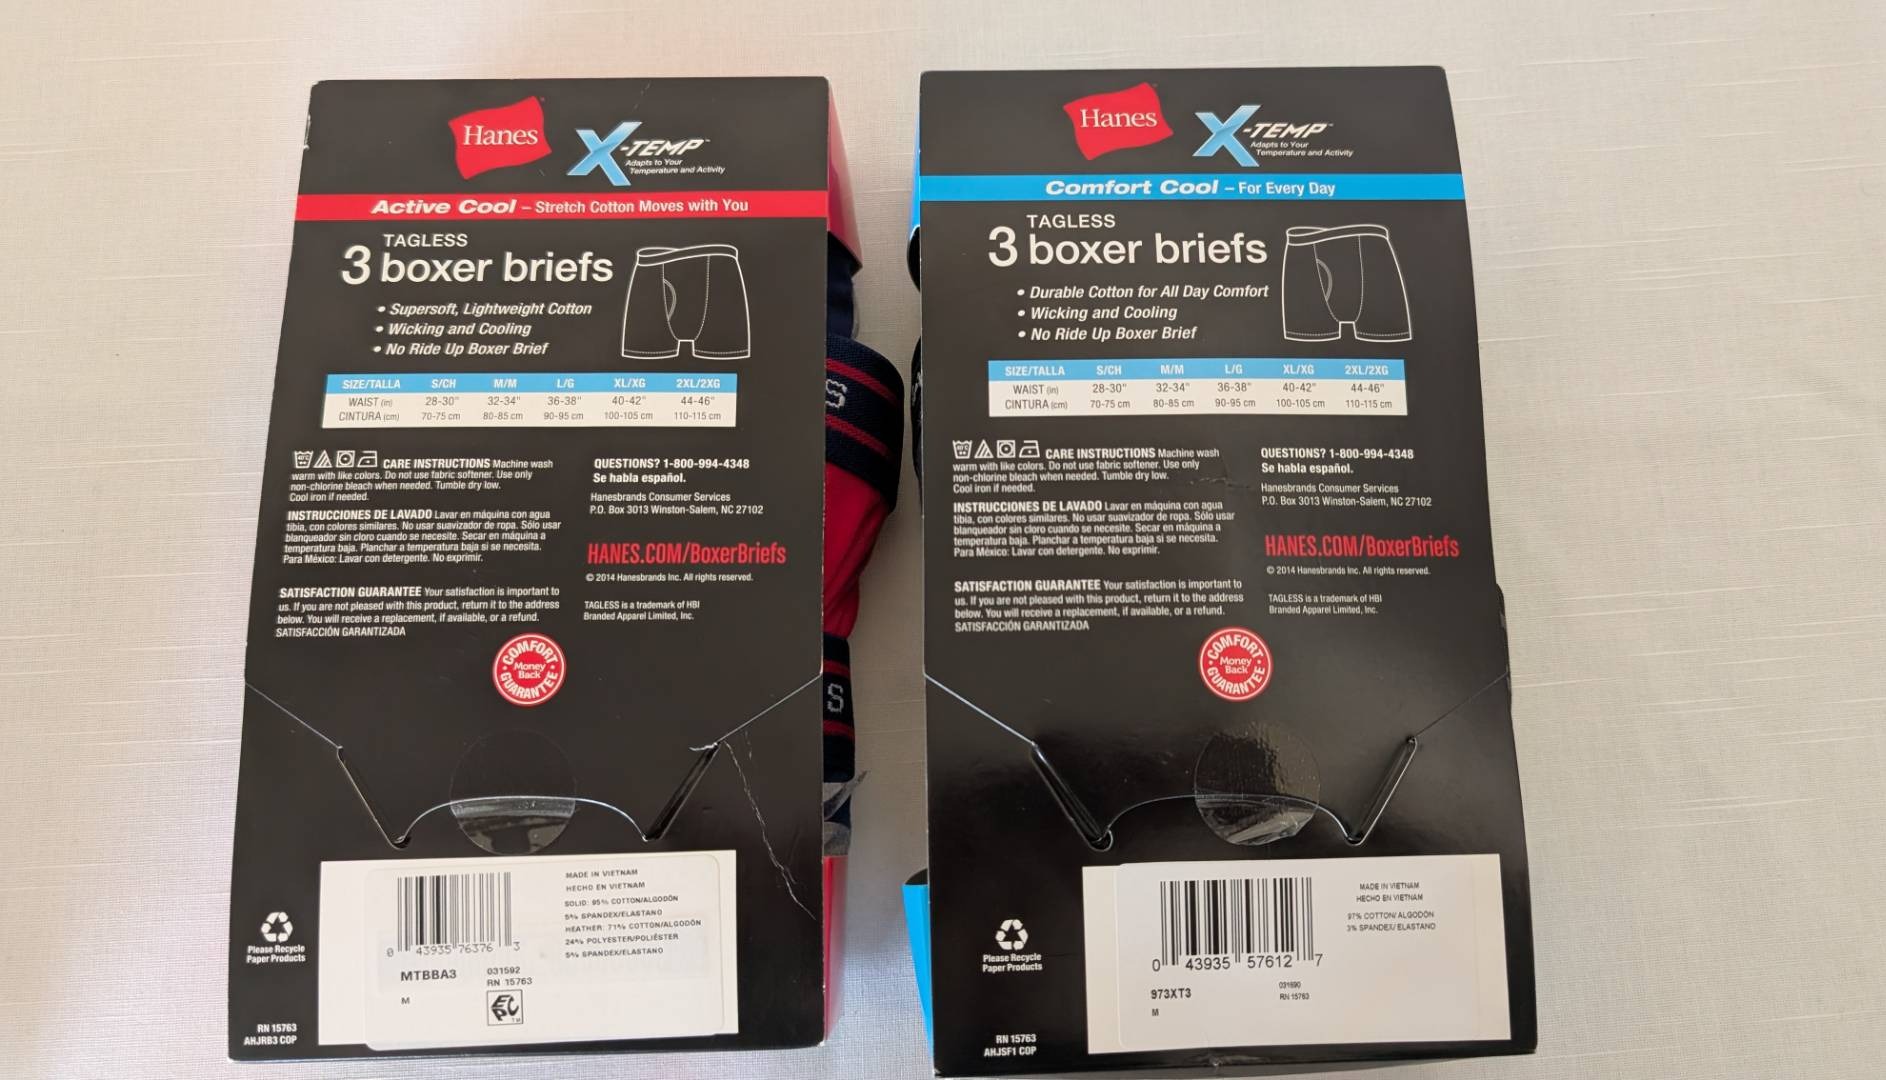 Hanes
X-TEMP™
Adapts to Your
Temperature and Activity
Active Cool – Stretch Cotton Moves with You
TAGLESS
3 boxer briefs
• Supersoft, Lightweight Cotton
• Wicking and Cooling
• No Ride Up Boxer Brief
SIZE/TALLA S/CH M/M L/G XL/XG 2XL/2XG
WAIST (in) 28-30" 32-34" 36-38" 40-42" 44-46"
CINTURA (cm) 70-75 cm 80-85 cm 90-95 cm 100-105 cm 110-115 cm
CARE INSTRUCTIONS Machine wash
warm with like colors. Do not use fabric softener. Use only
non-chlorine bleach when needed. Tumble dry low.
Cool iron if needed.
INSTRUCCIONES DE LAVADO Lavar en máquina con agua
tibia, con colores similares. No usar suavizador de ropa. Sólo usar
blanqueador sin cloro cuando se necesite. Secar en máquina a
temperatura baja. Planchar a temperatura baja si se necesita.
Para México: Lavar con detergente. No exprimir.
SATISFACTION GUARANTEE Your satisfaction is important to
us. If you are not pleased with this product, return it to the address
below. You will receive a replacement, if available, or a refund.
SATISFACCIÓN GARANTIZADA
QUESTIONS? 1-800-994-4348
Se habla español.
Hanesbrands Consumer Services
P.O. Box 3013 Winston-Salem, NC 27102
HANES.COM/BoxerBriefs
© 2014 Hanesbrands Inc. All rights reserved.
TAGLESS is a trademark of HBI
Branded Apparel Limited, Inc.
COMFORT
Money
Back
GUARANTEE
Please Recycle
Paper Products
RN 15763
AHJRB3 COP
0 43935 76376 3
MTBBA3
M
031592
RN 15763
EPC
TM
MADE IN VIETNAM
HECHO EN VIETNAM
SOLID: 95% COTTON/ALGODÓN
5% SPANDEX/ELASTANO
HEATHER: 71% COTTON/ALGODÓN
24% POLYESTER/POLIÉSTER
5% SPANDEX/ELASTANO
S
S
Hanes
X-TEMP™
Adapts to Your
Temperature and Activity
Comfort Cool – For Every Day
TAGLESS
3 boxer briefs
• Durable Cotton for All Day Comfort
• Wicking and Cooling
• No Ride Up Boxer Brief
SIZE/TALLA S/CH M/M L/G XL/XG 2XL/2XG
WAIST (in) 28-30" 32-34" 36-38" 40-42" 44-46"
CINTURA (cm) 70-75 cm 80-85 cm 90-95 cm 100-105 cm 110-115 cm
CARE INSTRUCTIONS Machine wash
warm with like colors. Do not use fabric softener. Use only
non-chlorine bleach when needed. Tumble dry low.
Cool iron if needed.
INSTRUCCIONES DE LAVADO Lavar en máquina con agua
tibia, con colores similares. No usar suavizador de ropa. Sólo usar
blanqueador sin cloro cuando se necesite. Secar en máquina a
temperatura baja. Planchar a temperatura baja si se necesita.
Para México: Lavar con detergente. No exprimir.
SATISFACTION GUARANTEE Your satisfaction is important to
us. If you are not pleased with this product, return it to the address
below. You will receive a replacement, if available, or a refund.
SATISFACCIÓN GARANTIZADA
QUESTIONS? 1-800-994-4348
Se habla español.
Hanesbrands Consumer Services
P.O. Box 3013 Winston-Salem, NC 27102
HANES.COM/BoxerBriefs
© 2014 Hanesbrands Inc. All rights reserved.
TAGLESS is a trademark of HBI
Branded Apparel Limited, Inc.
COMFORT
Money
Back
GUARANTEE
Please Recycle
Paper Products
RN 15763
AHJSF1 COP
0 43935 57612 7
973XT3
M
031690
RN 15763
MADE IN VIETNAM
HECHO EN VIETNAM
97% COTTON/ ALGODÓN
3% SPANDEX/ ELASTANO